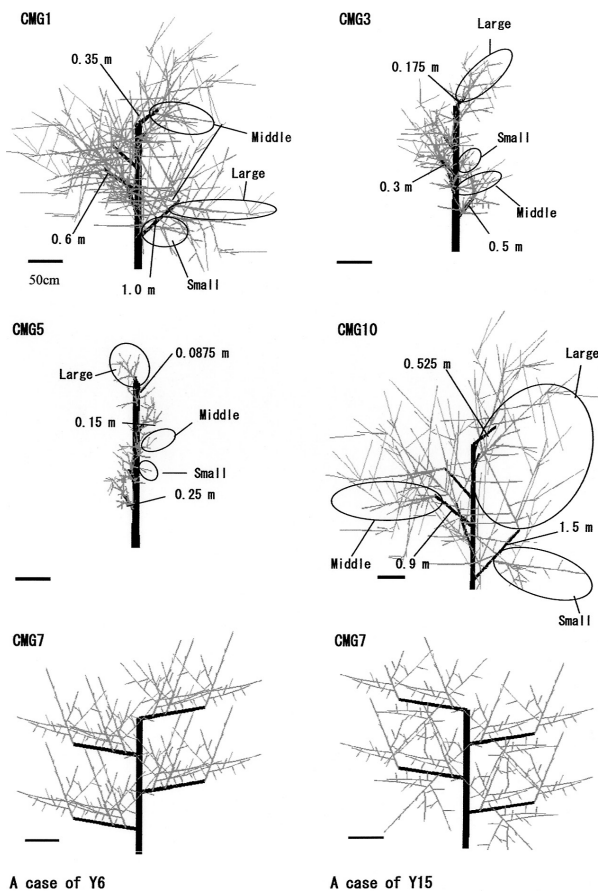 CMG1
0.35 m
Middle
Large
0.6 m
50cm
1.0 m
Small
CMG3
Large
0.175 m
Small
0.3 m
Middle
0.5 m
CMG5
0.0875 m
Large
0.15 m
Middle
Small
0.25 m
CMG10
Large
0.525 m
1.5 m
Middle
0.9 m
Small
CMG7
CMG7
A case of Y6
A case of Y15